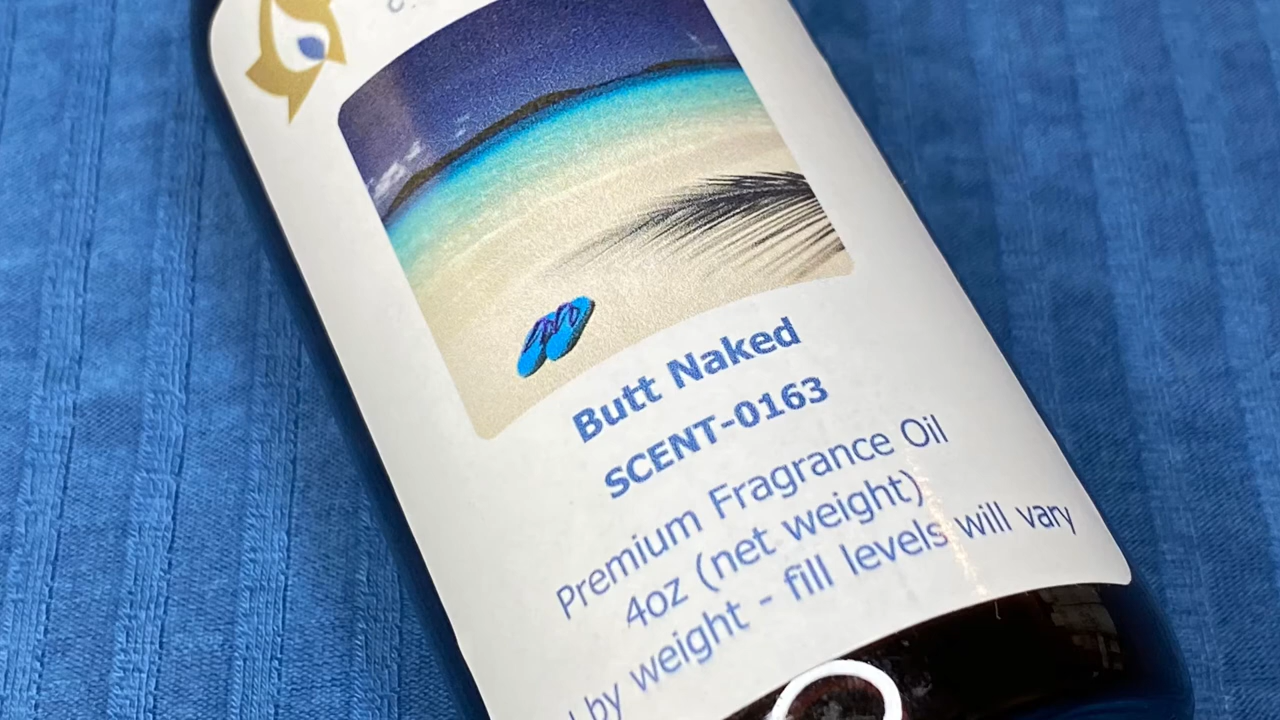 Butt Naked
SCENT-0163
Premium Fragrance Oil
4oz (net weight)
by weight - fill levels will vary